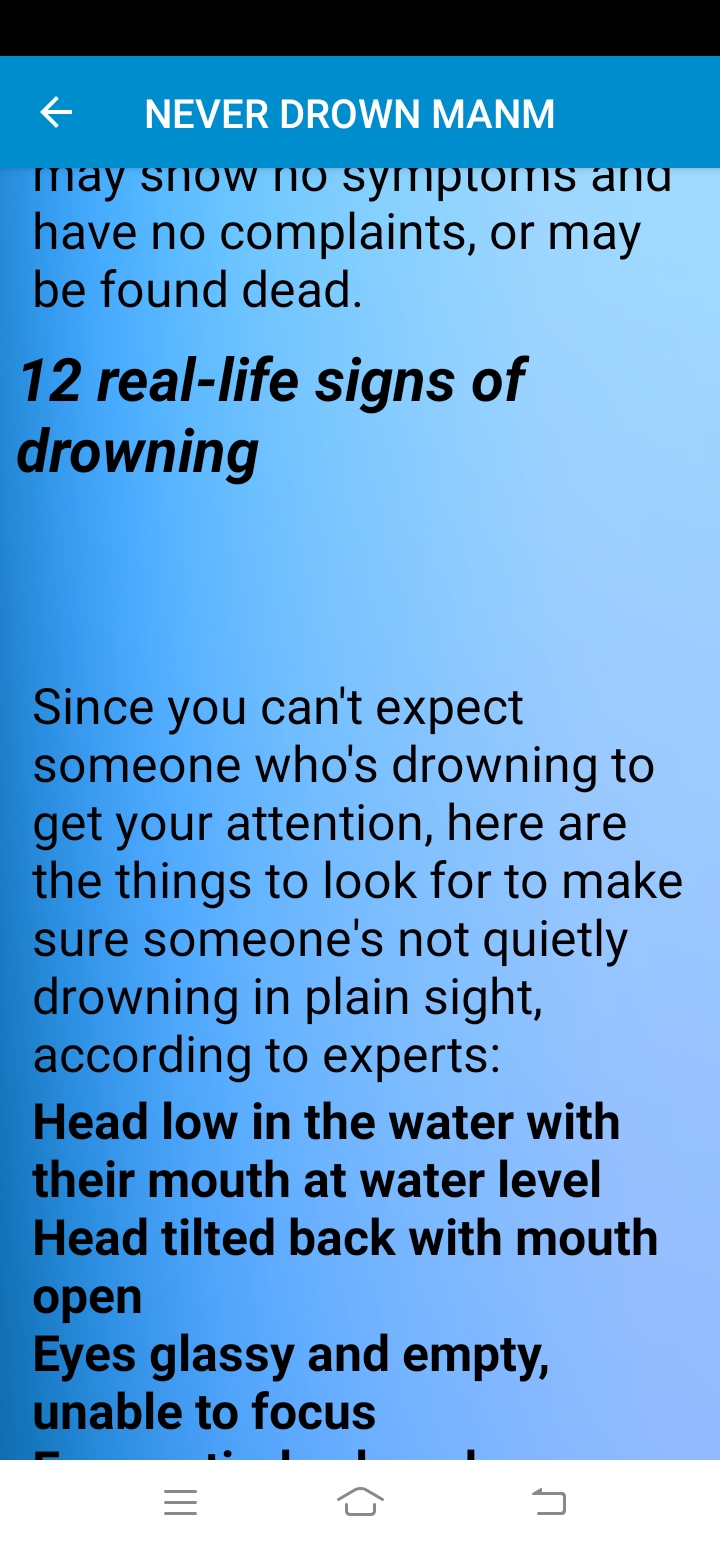 NEVER DROWN MANM
may show no symptoms and
have no complaints, or may
be found dead.
12 real-life signs of
drowning
Since you can't expect
someone who's drowning to
get your attention, here are
the things to look for to make
sure someone's not quietly
drowning in plain sight,
according to experts:
Head low in the water with
their mouth at water level
Head tilted back with mouth
open
Eyes glassy and empty,
unable to focus